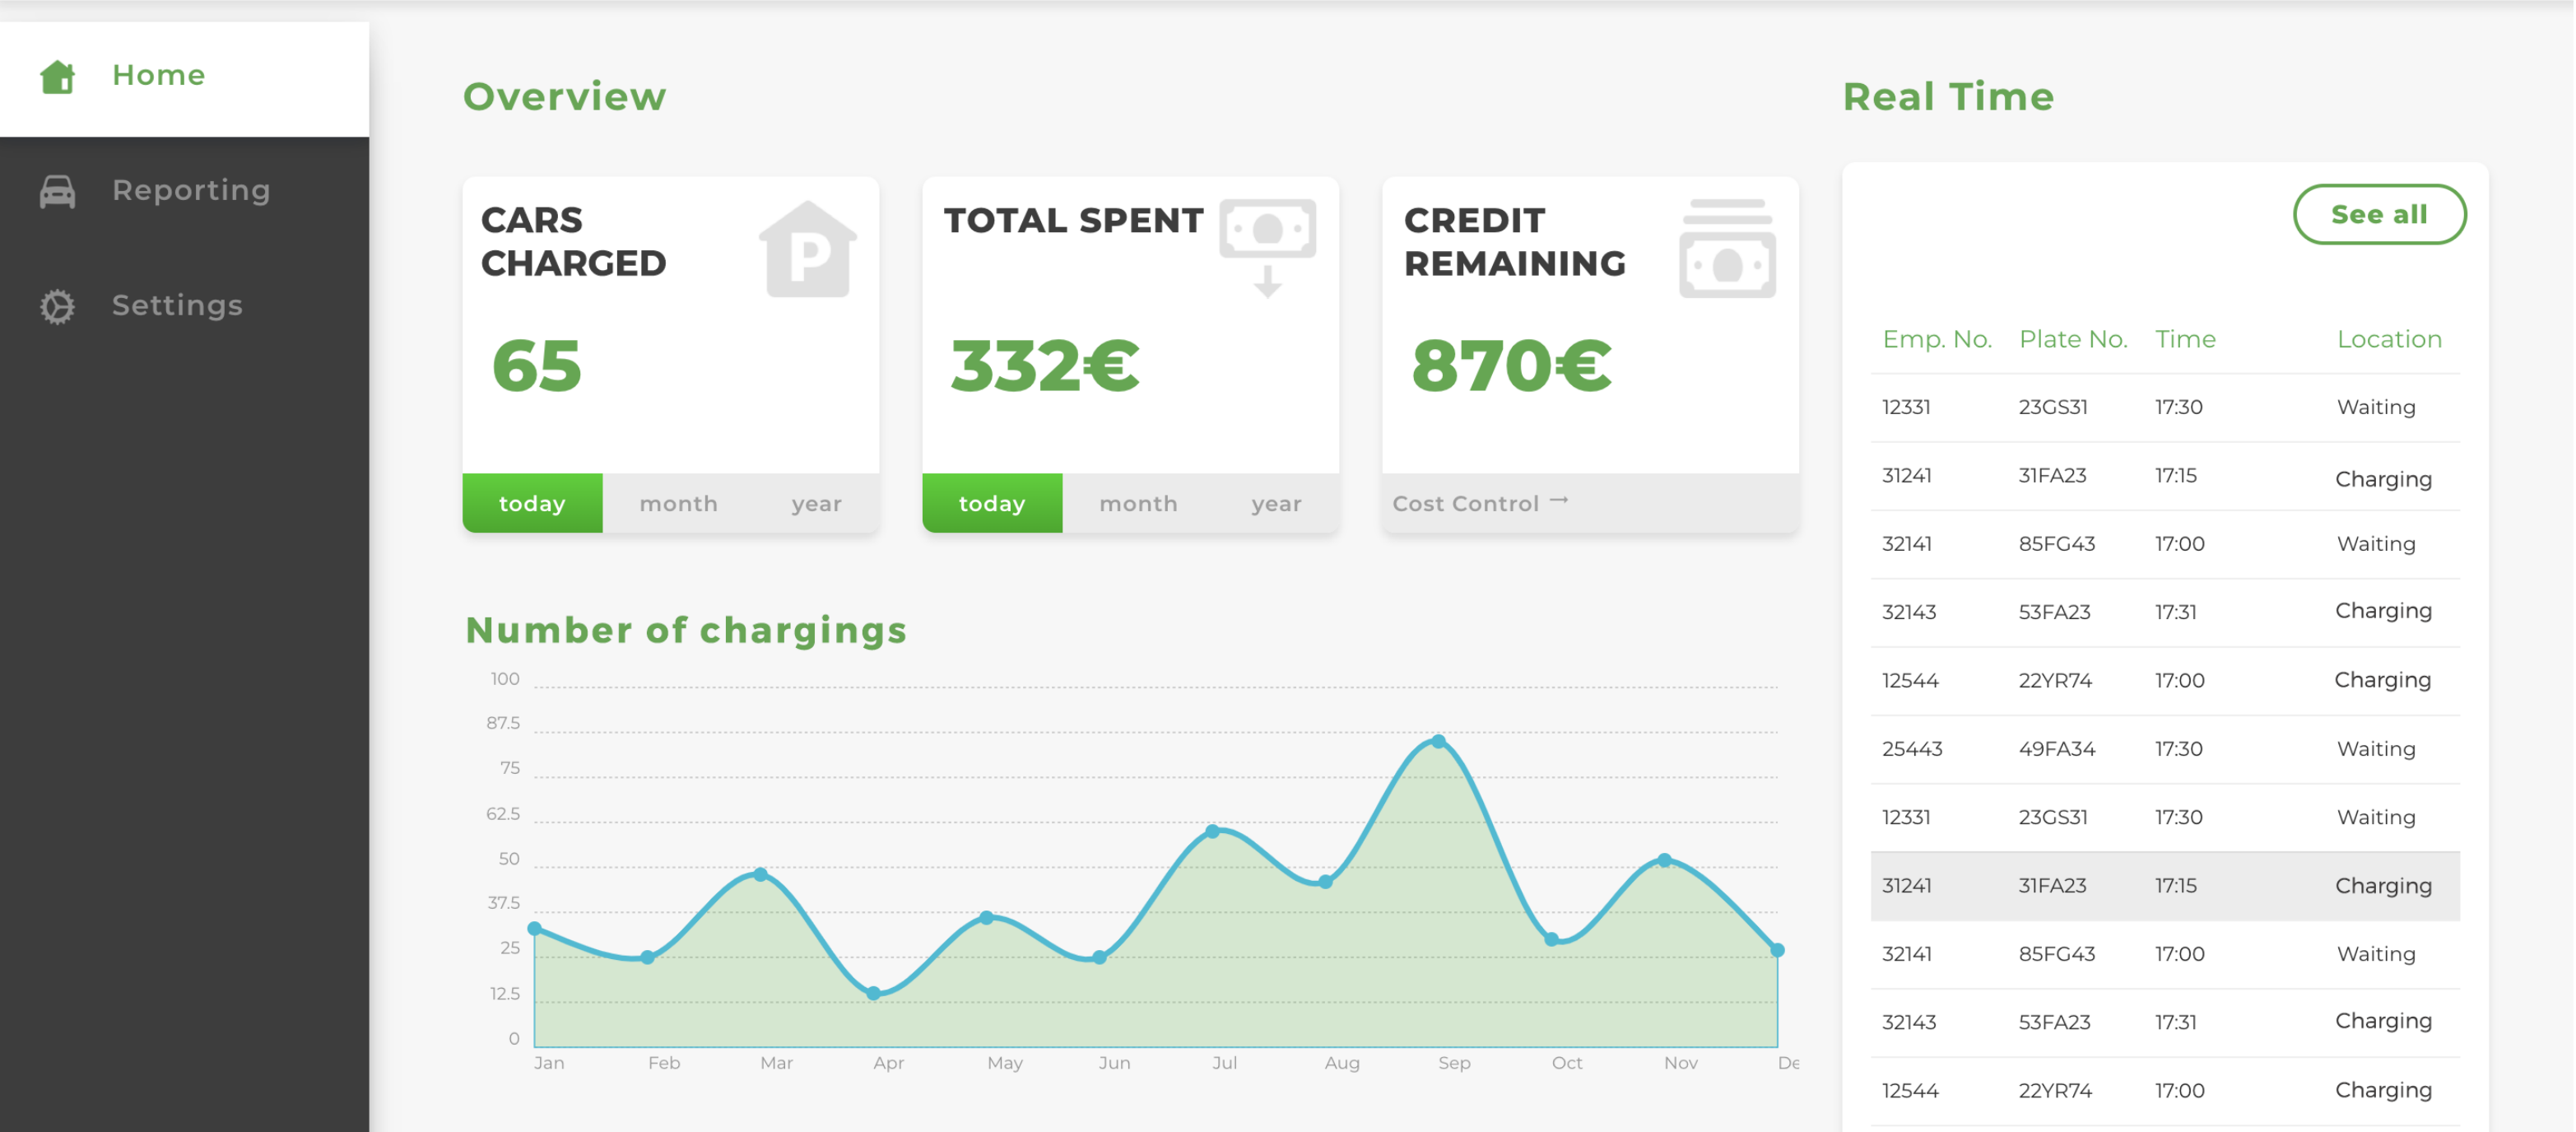 Home
Reporting
Settings
Overview
CARS
CHARGED
P
65
today month year
TOTAL SPENT
332€
today month year
CREDIT
REMAINING
870€
Cost Control →
Number of chargings
100
87.5
75
62.5
50
37.5
25
12.5
0
Jan Feb Mar Apr May Jun Jul Aug Sep Oct Nov De
Real Time
See all
Emp. No. Plate No. Time Location
12331 23GS31 17:30 Waiting
31241 31FA23 17:15 Charging
32141 85FG43 17:00 Waiting
32143 53FA23 17:31 Charging
12544 22YR74 17:00 Charging
25443 49FA34 17:30 Waiting
12331 23GS31 17:30 Waiting
31241 31FA23 17:15 Charging
32141 85FG43 17:00 Waiting
32143 53FA23 17:31 Charging
12544 22YR74 17:00 Charging